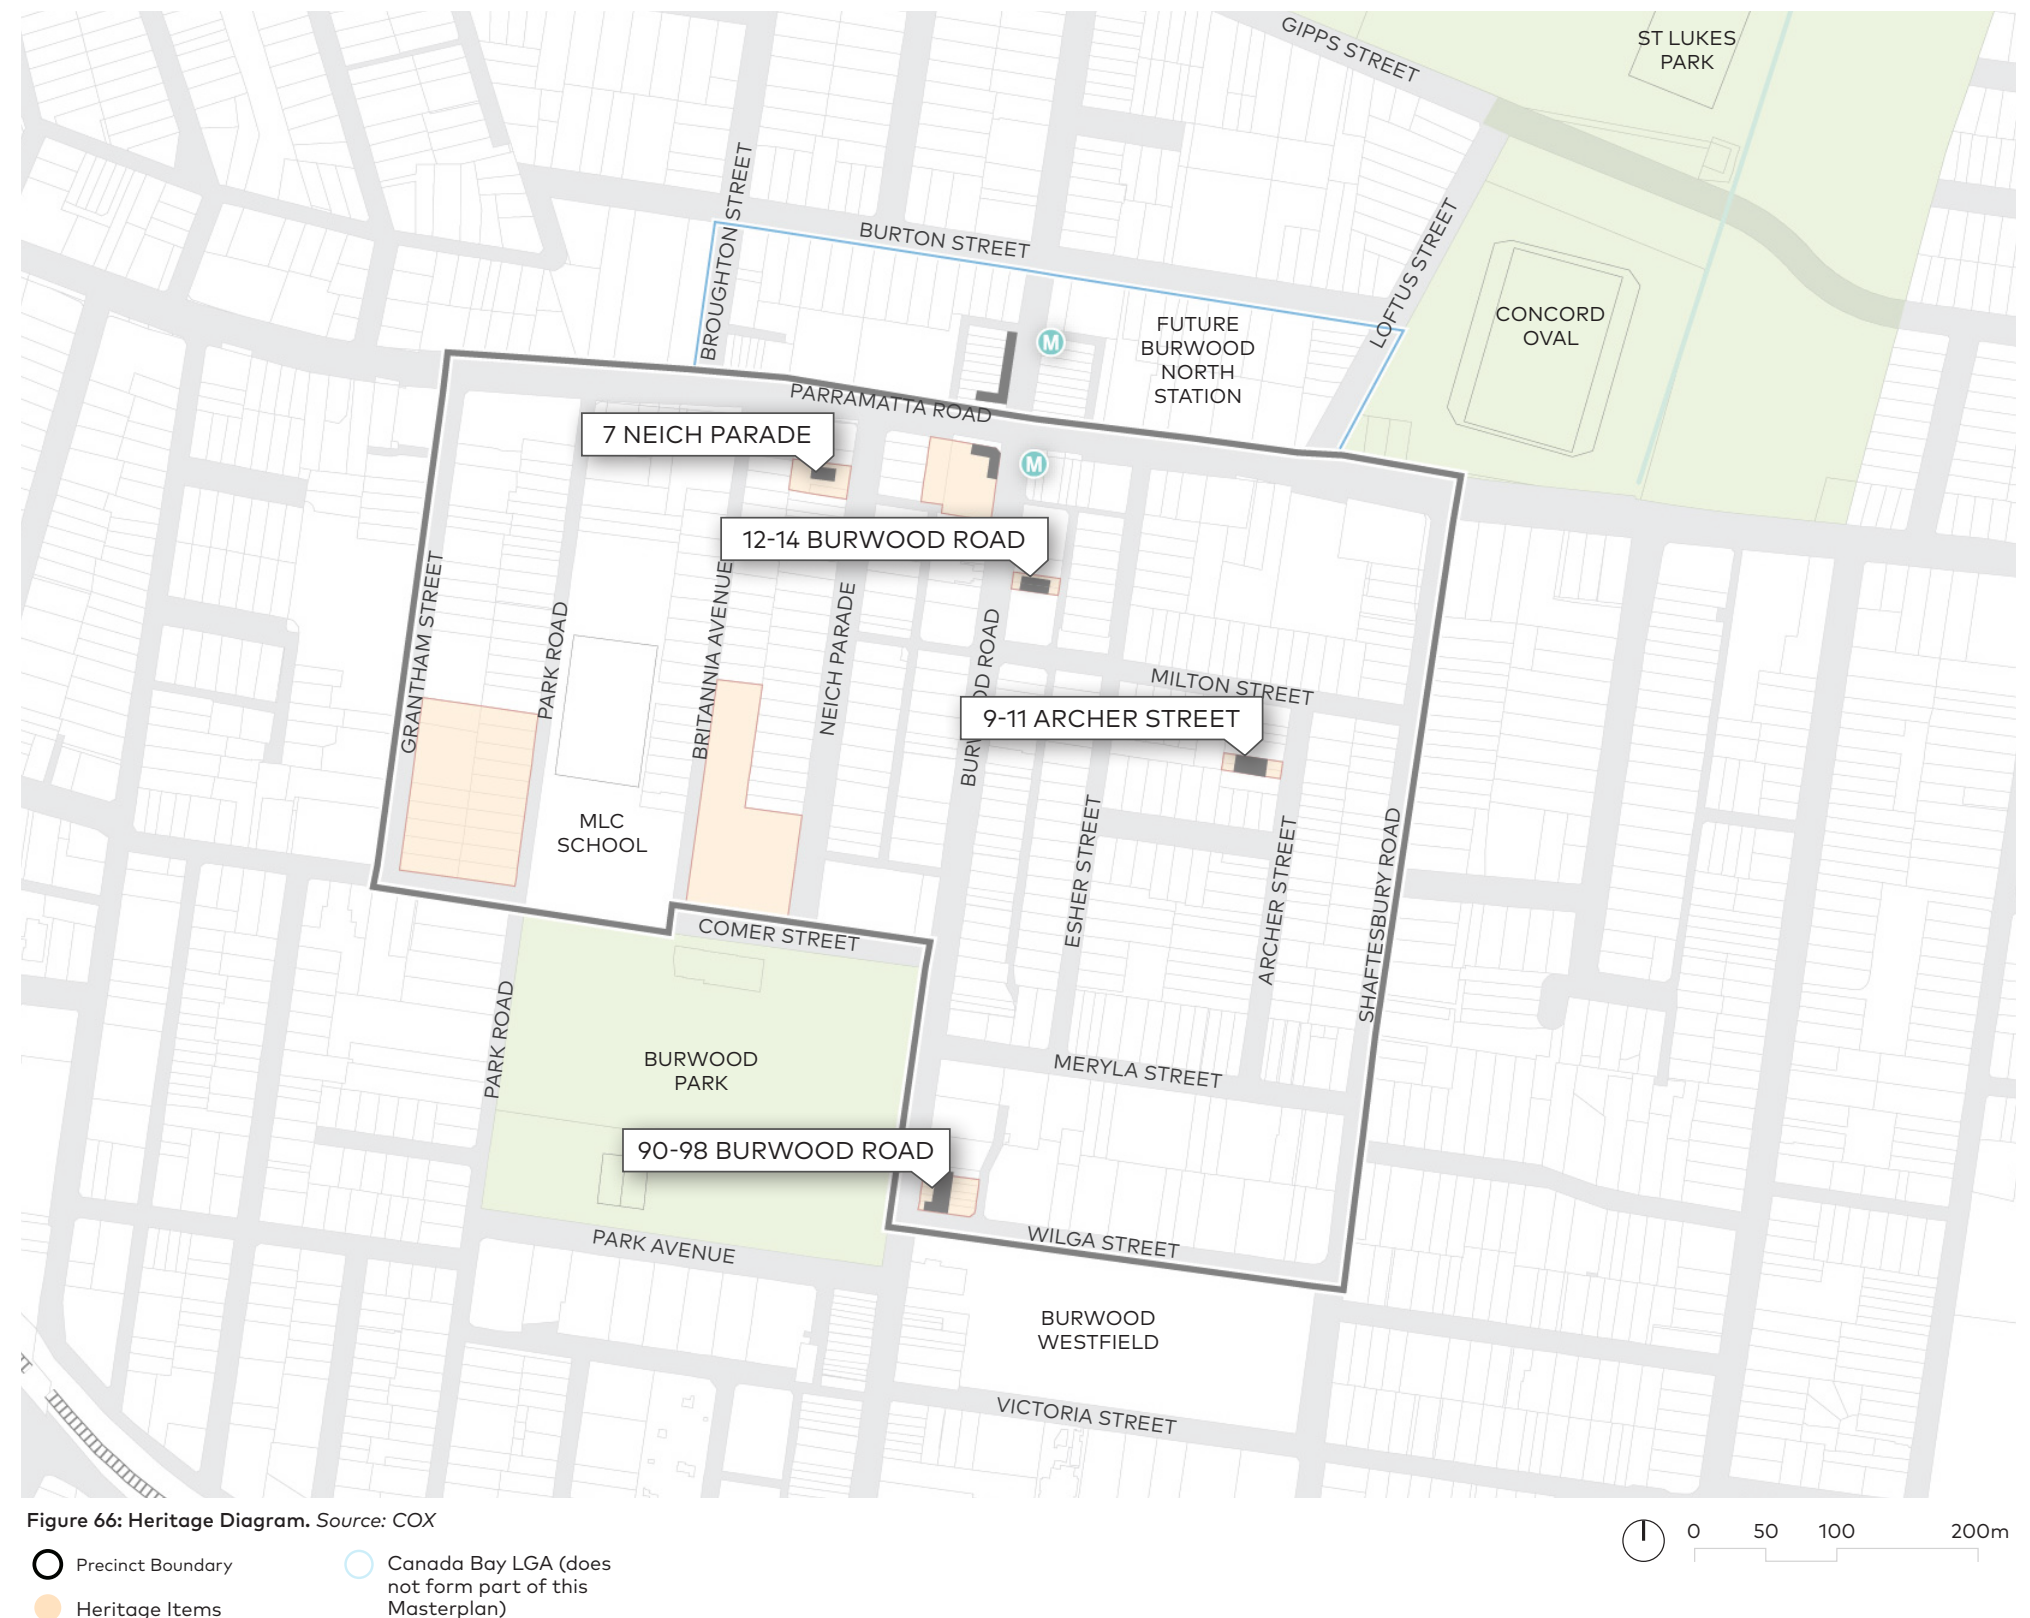 GIPPS STREET
ST LUKES
PARK
BROUGHTON STREET
BURTON STREET
LOFTUS STREET
CONCORD
OVAL
FUTURE
BURWOOD
NORTH
STATION
M
PARRAMATTA ROAD
7 NEICH PARADE
M
12-14 BURWOOD ROAD
GRANTHAM STREET
PARK ROAD
BRITANNIA AVENUE
NEICH PARADE
BURWOOD ROAD
MILTON STREET
9-11 ARCHER STREET
MLC
SCHOOL
ESHER STREET
ARCHER STREET
SHAFTESBURY ROAD
COMER STREET
PARK ROAD
BURWOOD
PARK
MERYLA STREET
90-98 BURWOOD ROAD
WILGA STREET
PARK AVENUE
BURWOOD
WESTFIELD
VICTORIA STREET
Figure 66: Heritage Diagram. Source: COX
0 50 100 200m
Precinct Boundary
Heritage Items
Canada Bay LGA (does
not form part of this
Masterplan)